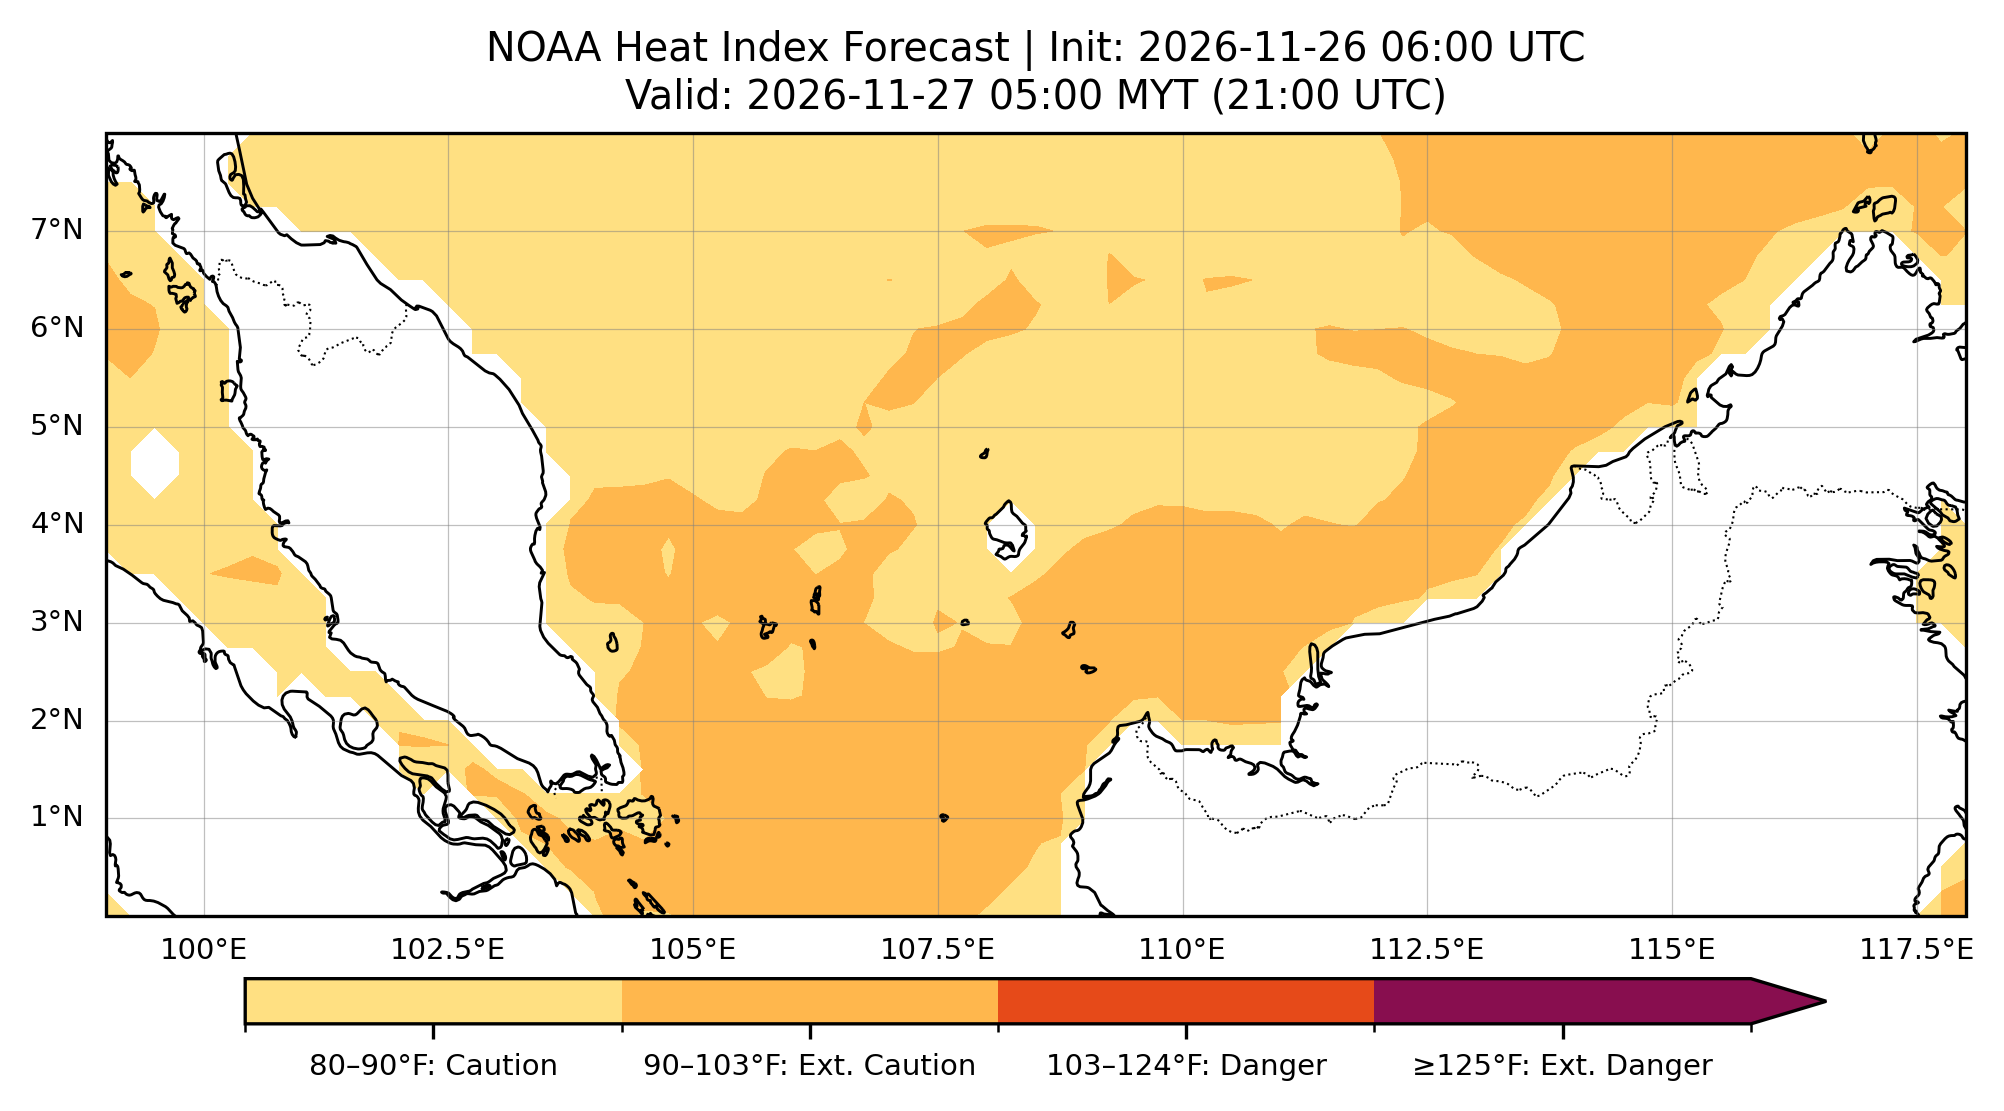 NOAA Heat Index Forecast | Init: 2026-11-26 06:00 UTC
Valid: 2026-11-27 05:00 MYT (21:00 UTC)
7°N
6°N
5°N
4°N
3°N
2°N
1°N
100°E
102.5°E
105°E
107.5°E
110°E
112.5°E
115°E
117.5°E
80–90°F: Caution
90–103°F: Ext. Caution
103–124°F: Danger
≥125°F: Ext. Danger